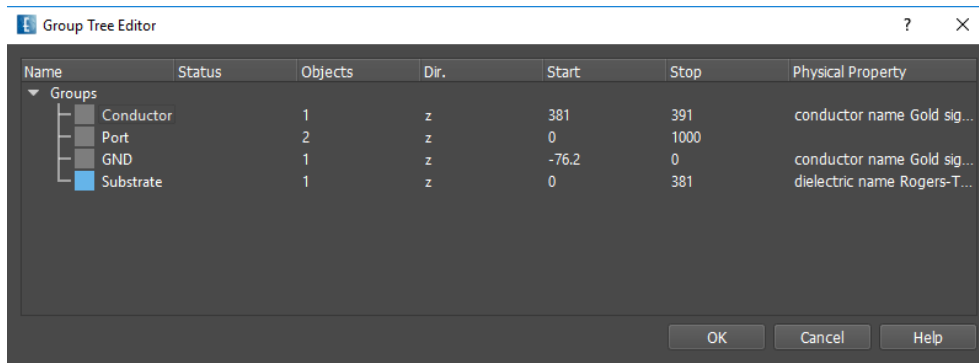 Group Tree Editor ? ×
Name Status Objects Dir. Start Stop Physical Property
Groups
Conductor 1 z 381 391 conductor name Gold sig...
Port 2 z 0 1000
GND 1 z -76.2 0 conductor name Gold sig...
Substrate 1 z 0 381 dielectric name Rogers-T...
OK Cancel Help